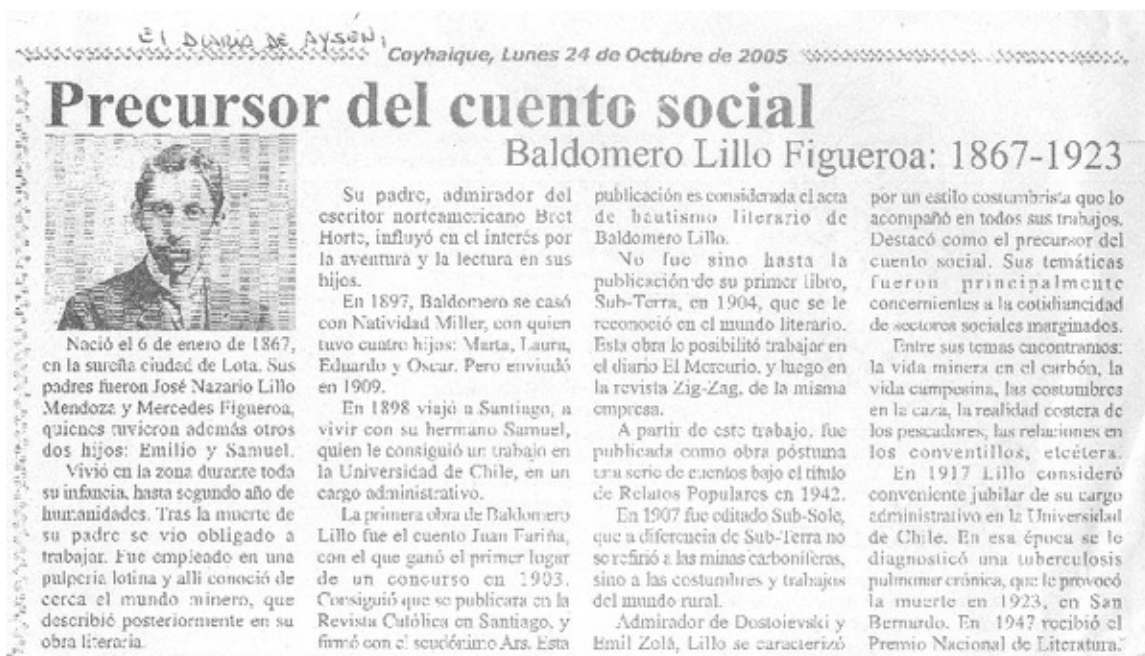 El DIARIO DE AYSÉN,
Coyhaique, Lunes 24 de Octubre de 2005
Precursor del cuento social
Baldomero Lillo Figueroa: 1867-1923
Nació el 6 de enero de 1867,
en la sureña ciudad de Lota. Sus
padres fueron José Nazario Lillo
Mendoza y Mercedes Figueroa,
quienes tuvieron además otros
dos hijos: Emilio y Samuel.
Vivió en la zona durante toda
su infancia, hasta segundo año de
humanidades. Tras la muerte de
su padre se vio obligado a
trabajar. Fue empleado en una
pulpería lotina y allí conoció de
cerca el mundo minero, que
describió posteriormente en su
obra literaria.
Su padre, admirador del
escritor norteamericano Bret
Horte, influyó en el interés por
la aventura y la lectura en sus
hijos.
En 1897, Baldomero se casó
con Natividad Miller, con quien
tuvo cuatro hijos: Marta, Laura,
Eduardo y Oscar. Pero enviudó
en 1909.
En 1898 viajó a Santiago, a
vivir con su hermano Samuel,
quien le consiguió un trabajo en
la Universidad de Chile, en un
cargo administrativo.
La primera obra de Baldomero
Lillo fue el cuento Juan Fariña,
con el que ganó el primer lugar
de un concurso en 1903.
Consiguió que se publicara en la
Revista Católica en Santiago, y
firmó con el seudónimo Ars. Esta
publicación es considerada el acta
de bautismo literario de
Baldomero Lillo.
No fue sino hasta la
publicación de su primer libro,
Sub-Terra, en 1904, que se le
reconoció en el mundo literario.
Esta obra le posibilitó trabajar en
el diario El Mercurio, y luego en
la revista Zig-Zag, de la misma
empresa.
A partir de este trabajo, fue
publicada como obra póstuma
una serie de cuentos bajo el título
de Relatos Populares en 1942.
En 1907 fue editado Sub-Sole,
que a diferencia de Sub-Terra no
se refirió a las minas carboníferas,
sino a las costumbres y trabajos
del mundo rural.
Admirador de Dostoievski y
Emil Zolá, Lillo se caracterizó
por un estilo costumbrista que lo
acompañó en todos sus trabajos.
Destacó como el precursor del
cuento social. Sus temáticas
fueron principalmente
concernientes a la cotidiancidad
de sectores sociales marginados.
Entre sus temas encontramos:
la vida minera en el carbón, la
vida campesina, las costumbres
en la caza, la realidad costera de
los pescadores, las relaciones en
los conventillos, etcétera.
En 1917 Lillo consideró
conveniente jubilar de su cargo
administrativo en la Universidad
de Chile. En esa época se le
diagnosticó una tuberculosis
pulmonar crónica, que le provocó
la muerte en 1923, en San
Bernardo. En 1947 recibió el
Premio Nacional de Literatura."